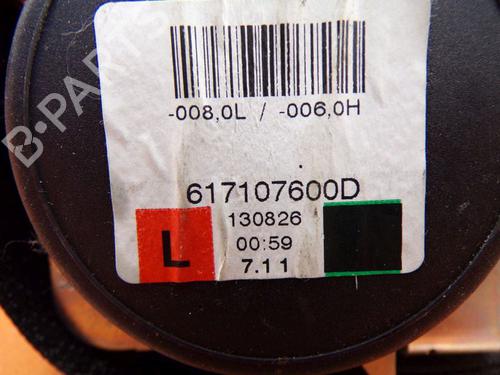 -008,0L / -006,0H
617107600D
130826
L
00:59
7.11
B-PARTS